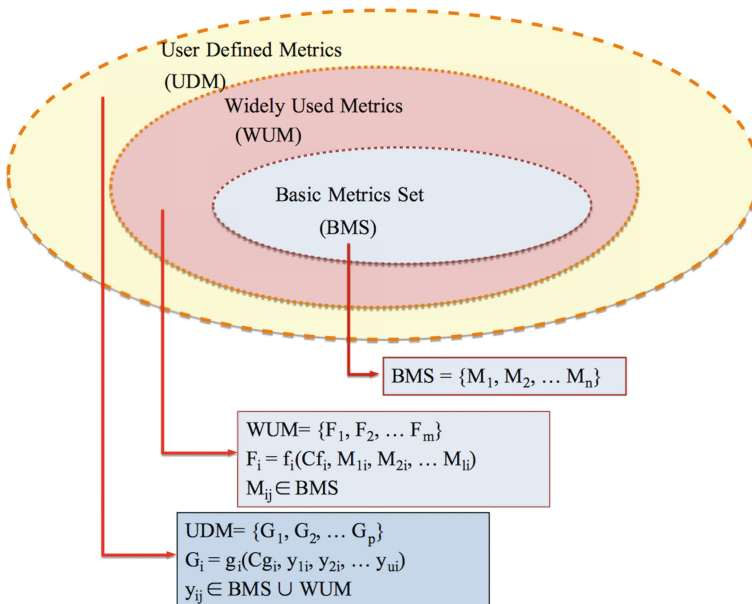 User Defined Metrics
(UDM)
Widely Used Metrics
(WUM)
Basic Metrics Set
(BMS)
BMS = {M₁, M₂, … Mₙ}
WUM= {F₁, F₂, … Fₘ}
Fᵢ = fᵢ(Cfᵢ, M₁ᵢ, M₂ᵢ, … Mₗᵢ)
Mᵢⱼ ∈ BMS
UDM= {G₁, G₂, … Gₚ}
Gᵢ = gᵢ(Cgᵢ, y₁ᵢ, y₂ᵢ, … yᵤᵢ)
yᵢⱼ ∈ BMS ∪ WUM